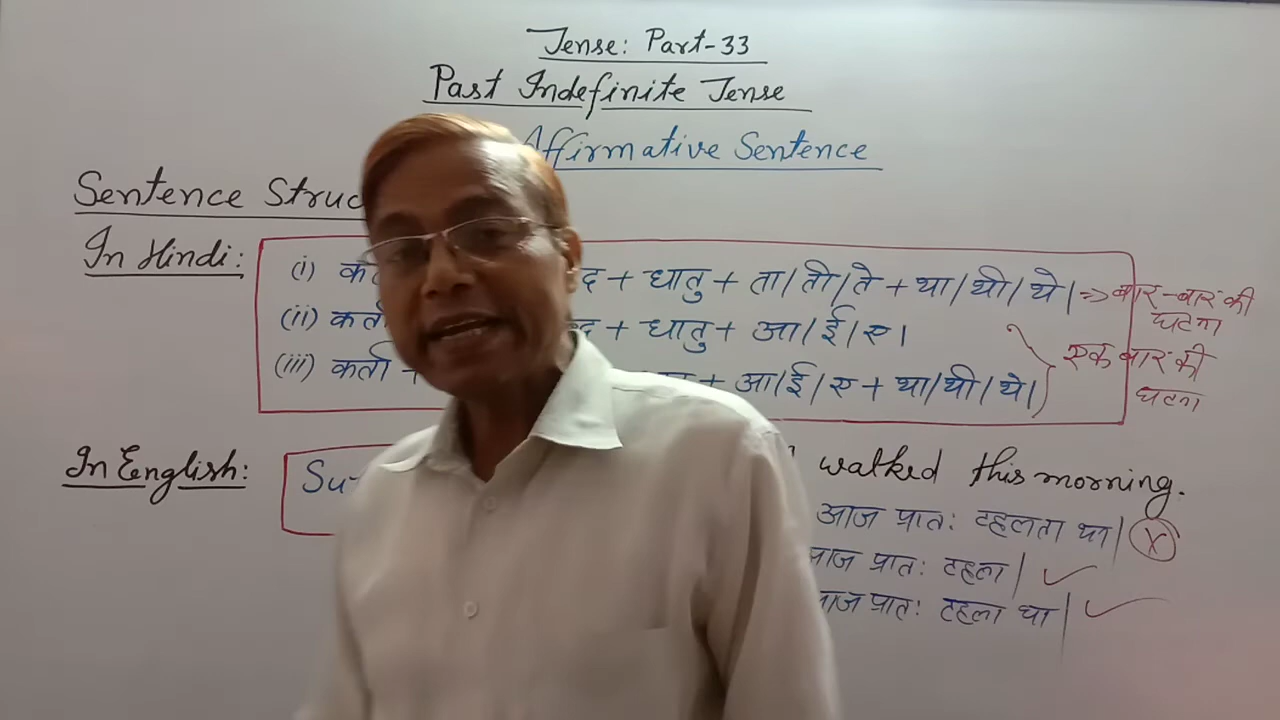 Tense: Part-33
Past Indefinite Tense
Affirmative Sentence
Sentence Struc
In Hindi:
(i) क द + धातु + ता/ती/ते + था/थी/थे। => बार-बार की घटना
(ii) कर्ता द + धातु + आ/ई/ए।
(iii) कर्ता + + आ/ई/ए + था/थी/थे। एक बार की घटना
In English: Su walked this morning.
आज प्रातः टहलता था। X
आज प्रातः टहला। ✓
आज प्रातः टहला था। ✓